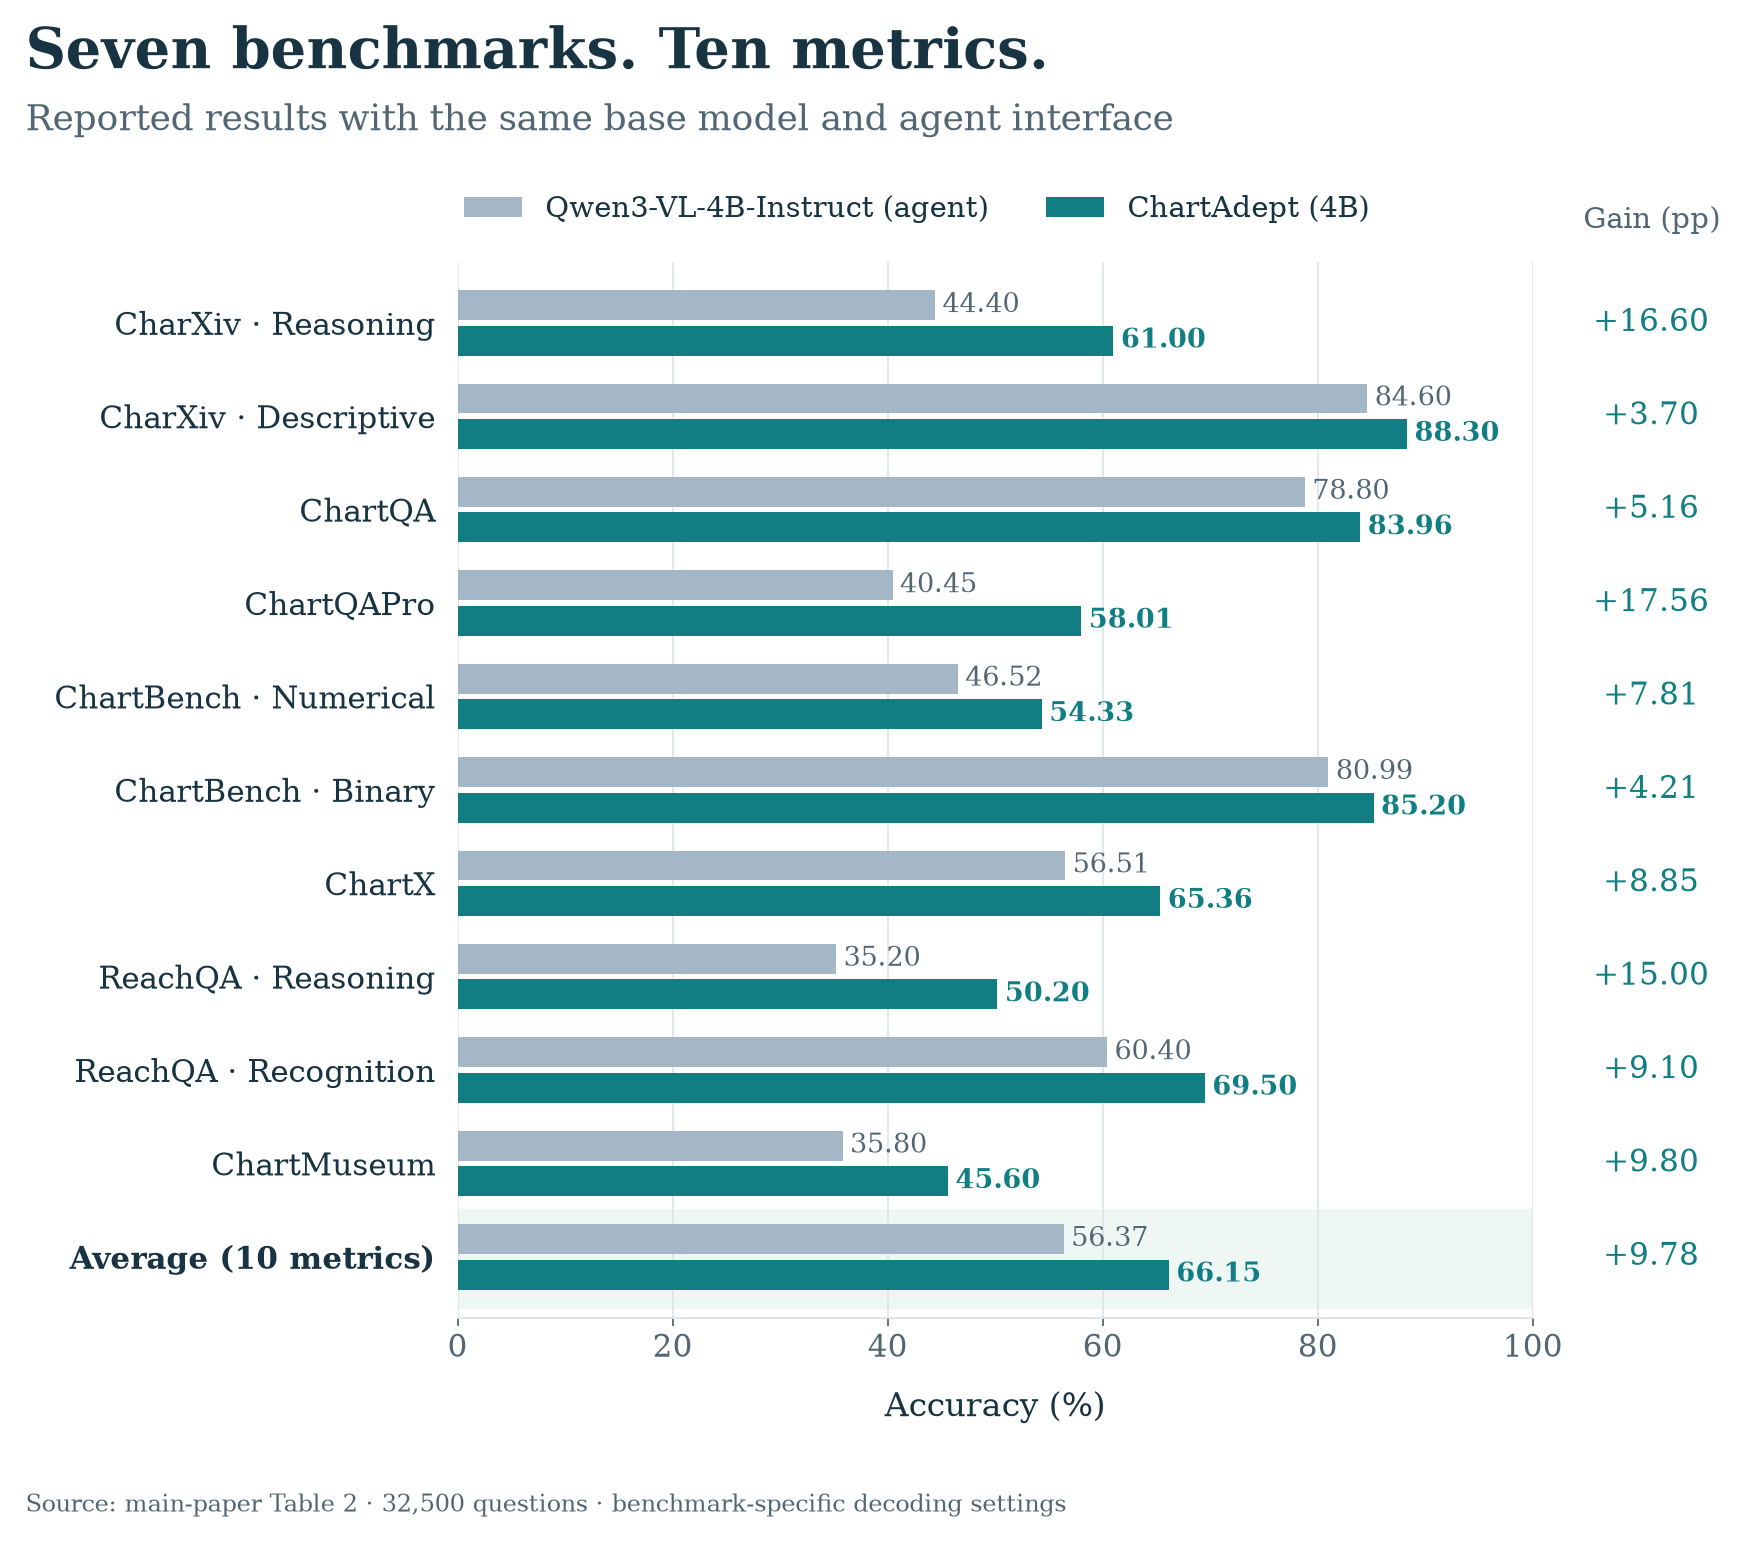 Seven benchmarks. Ten metrics.
Reported results with the same base model and agent interface
Qwen3-VL-4B-Instruct (agent) ChartAdept (4B) Gain (pp)
CharXiv · Reasoning 44.40 61.00 +16.60
CharXiv · Descriptive 84.60 88.30 +3.70
ChartQA 78.80 83.96 +5.16
ChartQAPro 40.45 58.01 +17.56
ChartBench · Numerical 46.52 54.33 +7.81
ChartBench · Binary 80.99 85.20 +4.21
ChartX 56.51 65.36 +8.85
ReachQA · Reasoning 35.20 50.20 +15.00
ReachQA · Recognition 60.40 69.50 +9.10
ChartMuseum 35.80 45.60 +9.80
Average (10 metrics) 56.37 66.15 +9.78
0 20 40 60 80 100
Accuracy (%)
Source: main-paper Table 2 · 32,500 questions · benchmark-specific decoding settings